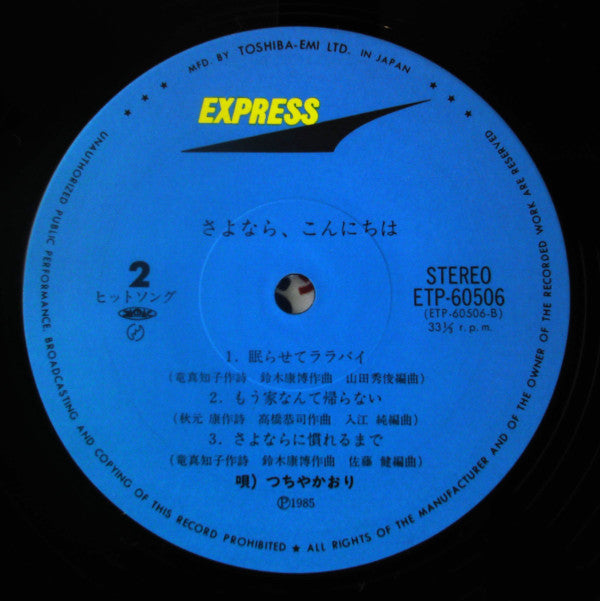 MFD. BY TOSHIBA-EMI LTD. IN JAPAN
EXPRESS
さよなら、こんにちは
2
ヒットソング
STEREO
ETP-60506
(ETP-60506-B)
33⅓ r.p.m.
1. 眠らせてララバイ
(竜真知子作詩 鈴木康博作曲 山田秀俊編曲)
2. もう家なんて帰らない
(秋元 康作詩 高橋恭司作曲 入江 純編曲)
3. さよならに慣れるまで
(竜真知子作詩 鈴木康博作曲 佐藤 健編曲)
唄) つちやかおり
Ⓟ1985
UNAUTHORIZED PUBLIC PERFORMANCE, BROADCASTING AND COPYING OF THIS RECORD PROHIBITED ★ ALL RIGHTS OF THE MANUFACTURER AND OF THE OWNER OF THE RECORDED WORK ARE RESERVED